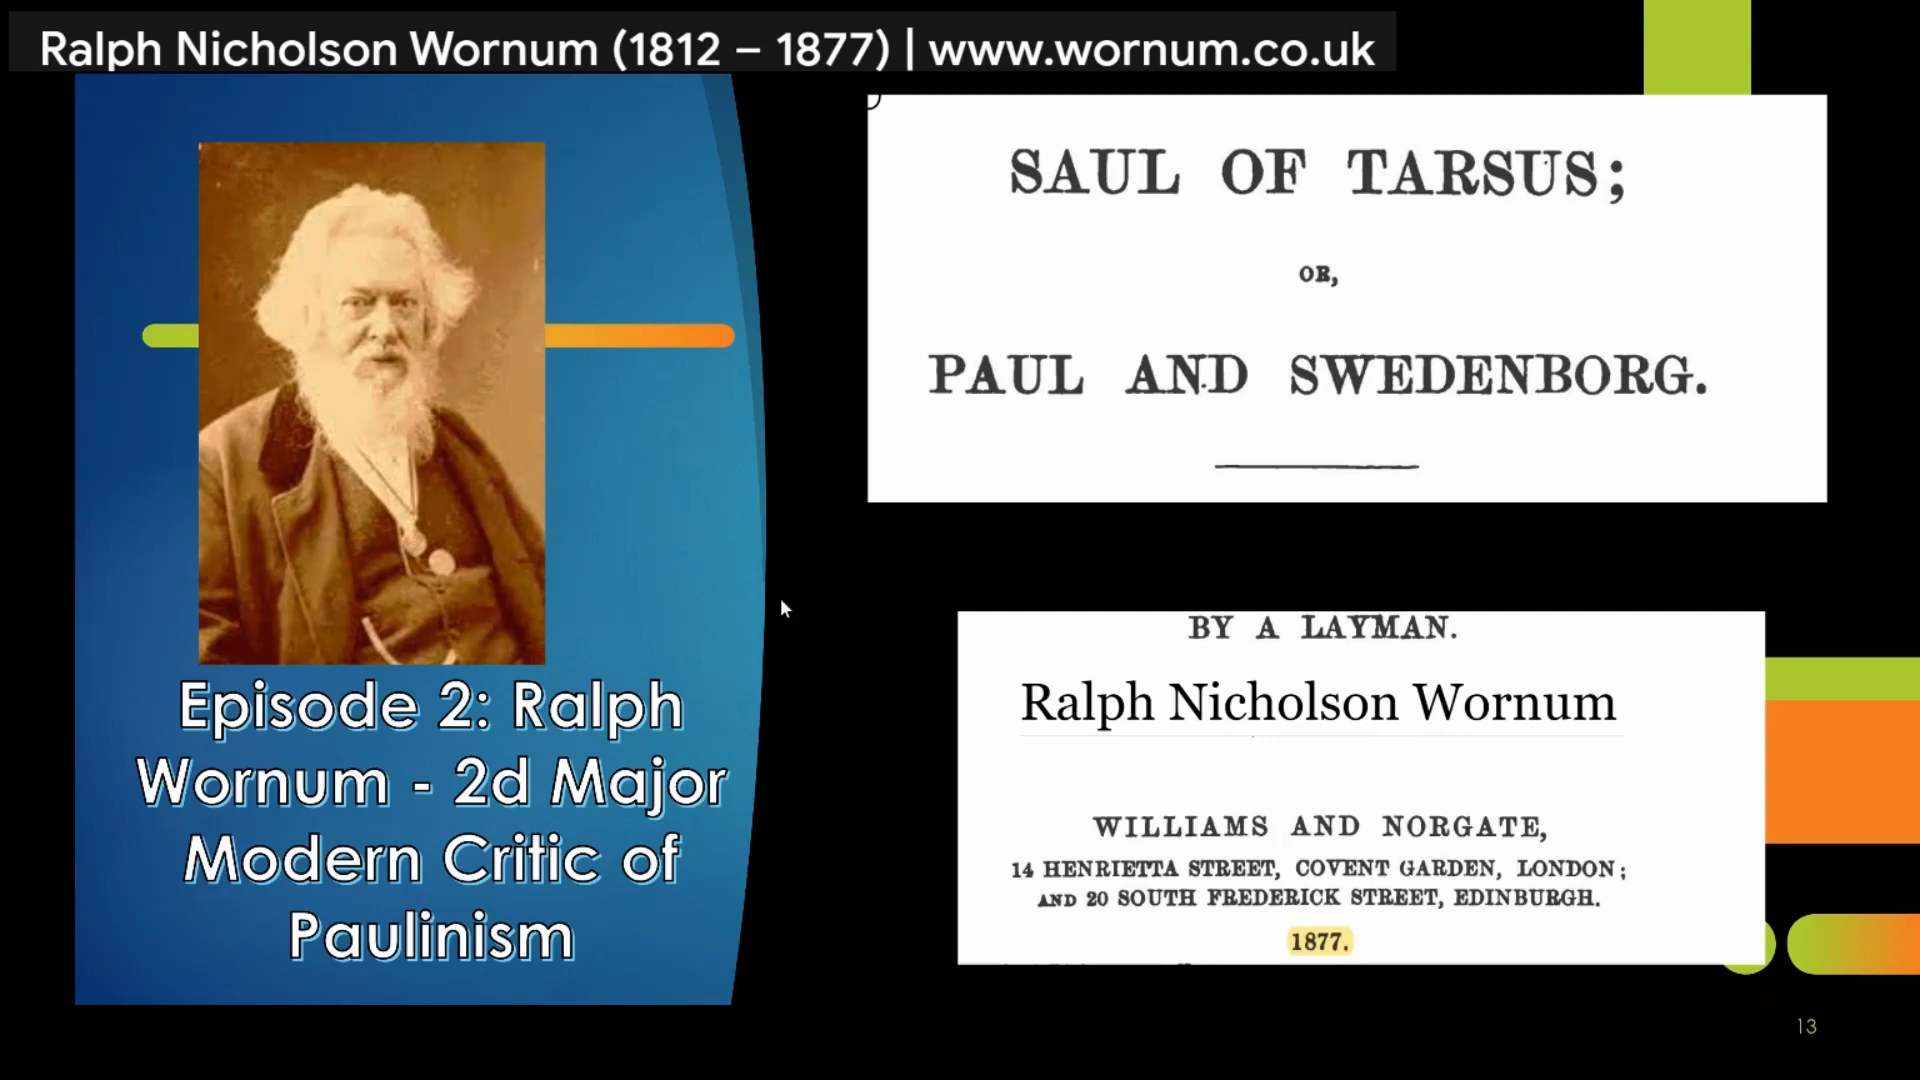 Ralph Nicholson Wornum (1812 – 1877) | www.wornum.co.uk
SAUL OF TARSUS;
OR,
PAUL AND SWEDENBORG.
BY A LAYMAN.
Ralph Nicholson Wornum
WILLIAMS AND NORGATE,
14 HENRIETTA STREET, COVENT GARDEN, LONDON;
AND 20 SOUTH FREDERICK STREET, EDINBURGH.
1877.
Episode 2: Ralph
Wornum - 2d Major
Modern Critic of
Paulinism
13